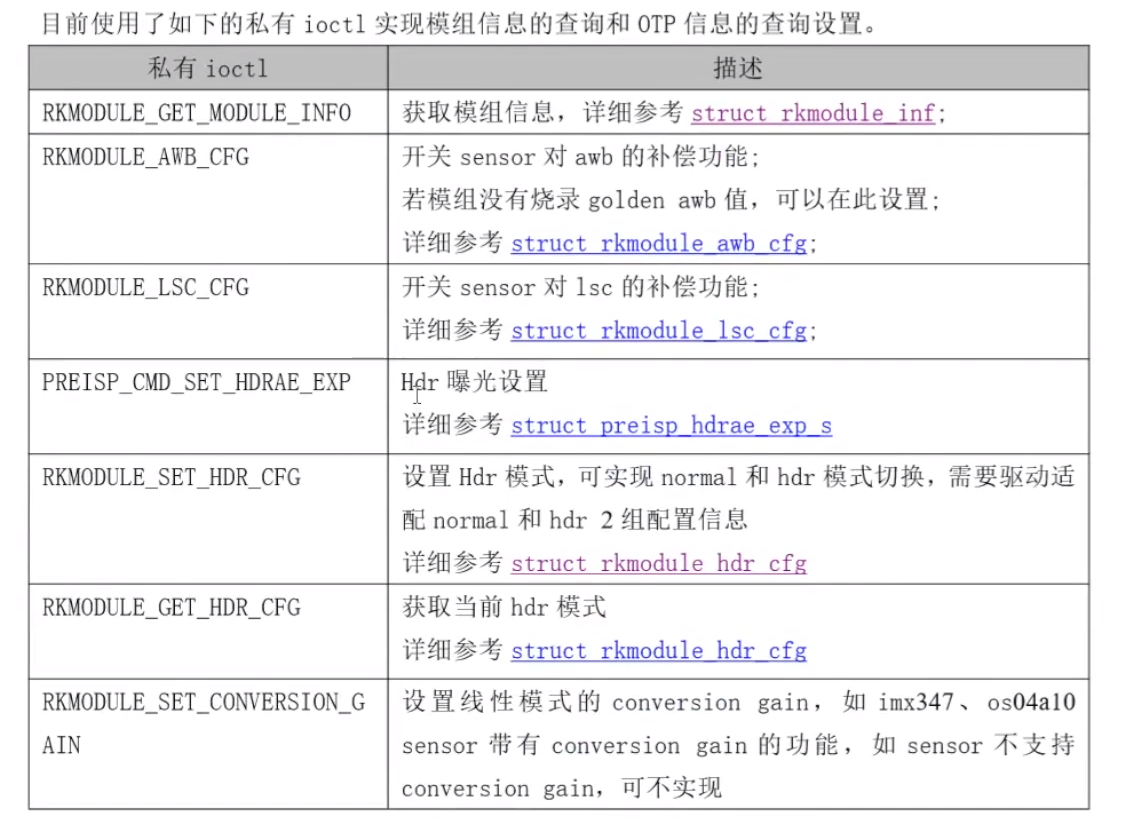 目前使用了如下的私有 ioctl 实现模组信息的查询和 OTP 信息的查询设置。
私有 ioctl
描述
RKMODULE_GET_MODULE_INFO
获取模组信息，详细参考 struct rkmodule_inf;
RKMODULE_AWB_CFG
开关 sensor 对 awb 的补偿功能;
若模组没有烧录 golden awb 值，可以在此设置;
详细参考 struct rkmodule_awb_cfg;
RKMODULE_LSC_CFG
开关 sensor 对 lsc 的补偿功能;
详细参考 struct rkmodule_lsc_cfg;
PREISP_CMD_SET_HDRAE_EXP
Hdr 曝光设置
详细参考 struct preisp_hdrae_exp_s
RKMODULE_SET_HDR_CFG
设置 Hdr 模式，可实现 normal 和 hdr 模式切换，需要驱动适
配 normal 和 hdr 2 组配置信息
详细参考 struct rkmodule_hdr_cfg
RKMODULE_GET_HDR_CFG
获取当前 hdr 模式
详细参考 struct rkmodule_hdr_cfg
RKMODULE_SET_CONVERSION_G
AIN
设置线性模式的 conversion gain，如 imx347、os04a10
sensor 带有 conversion gain 的功能，如 sensor 不支持
conversion gain，可不实现